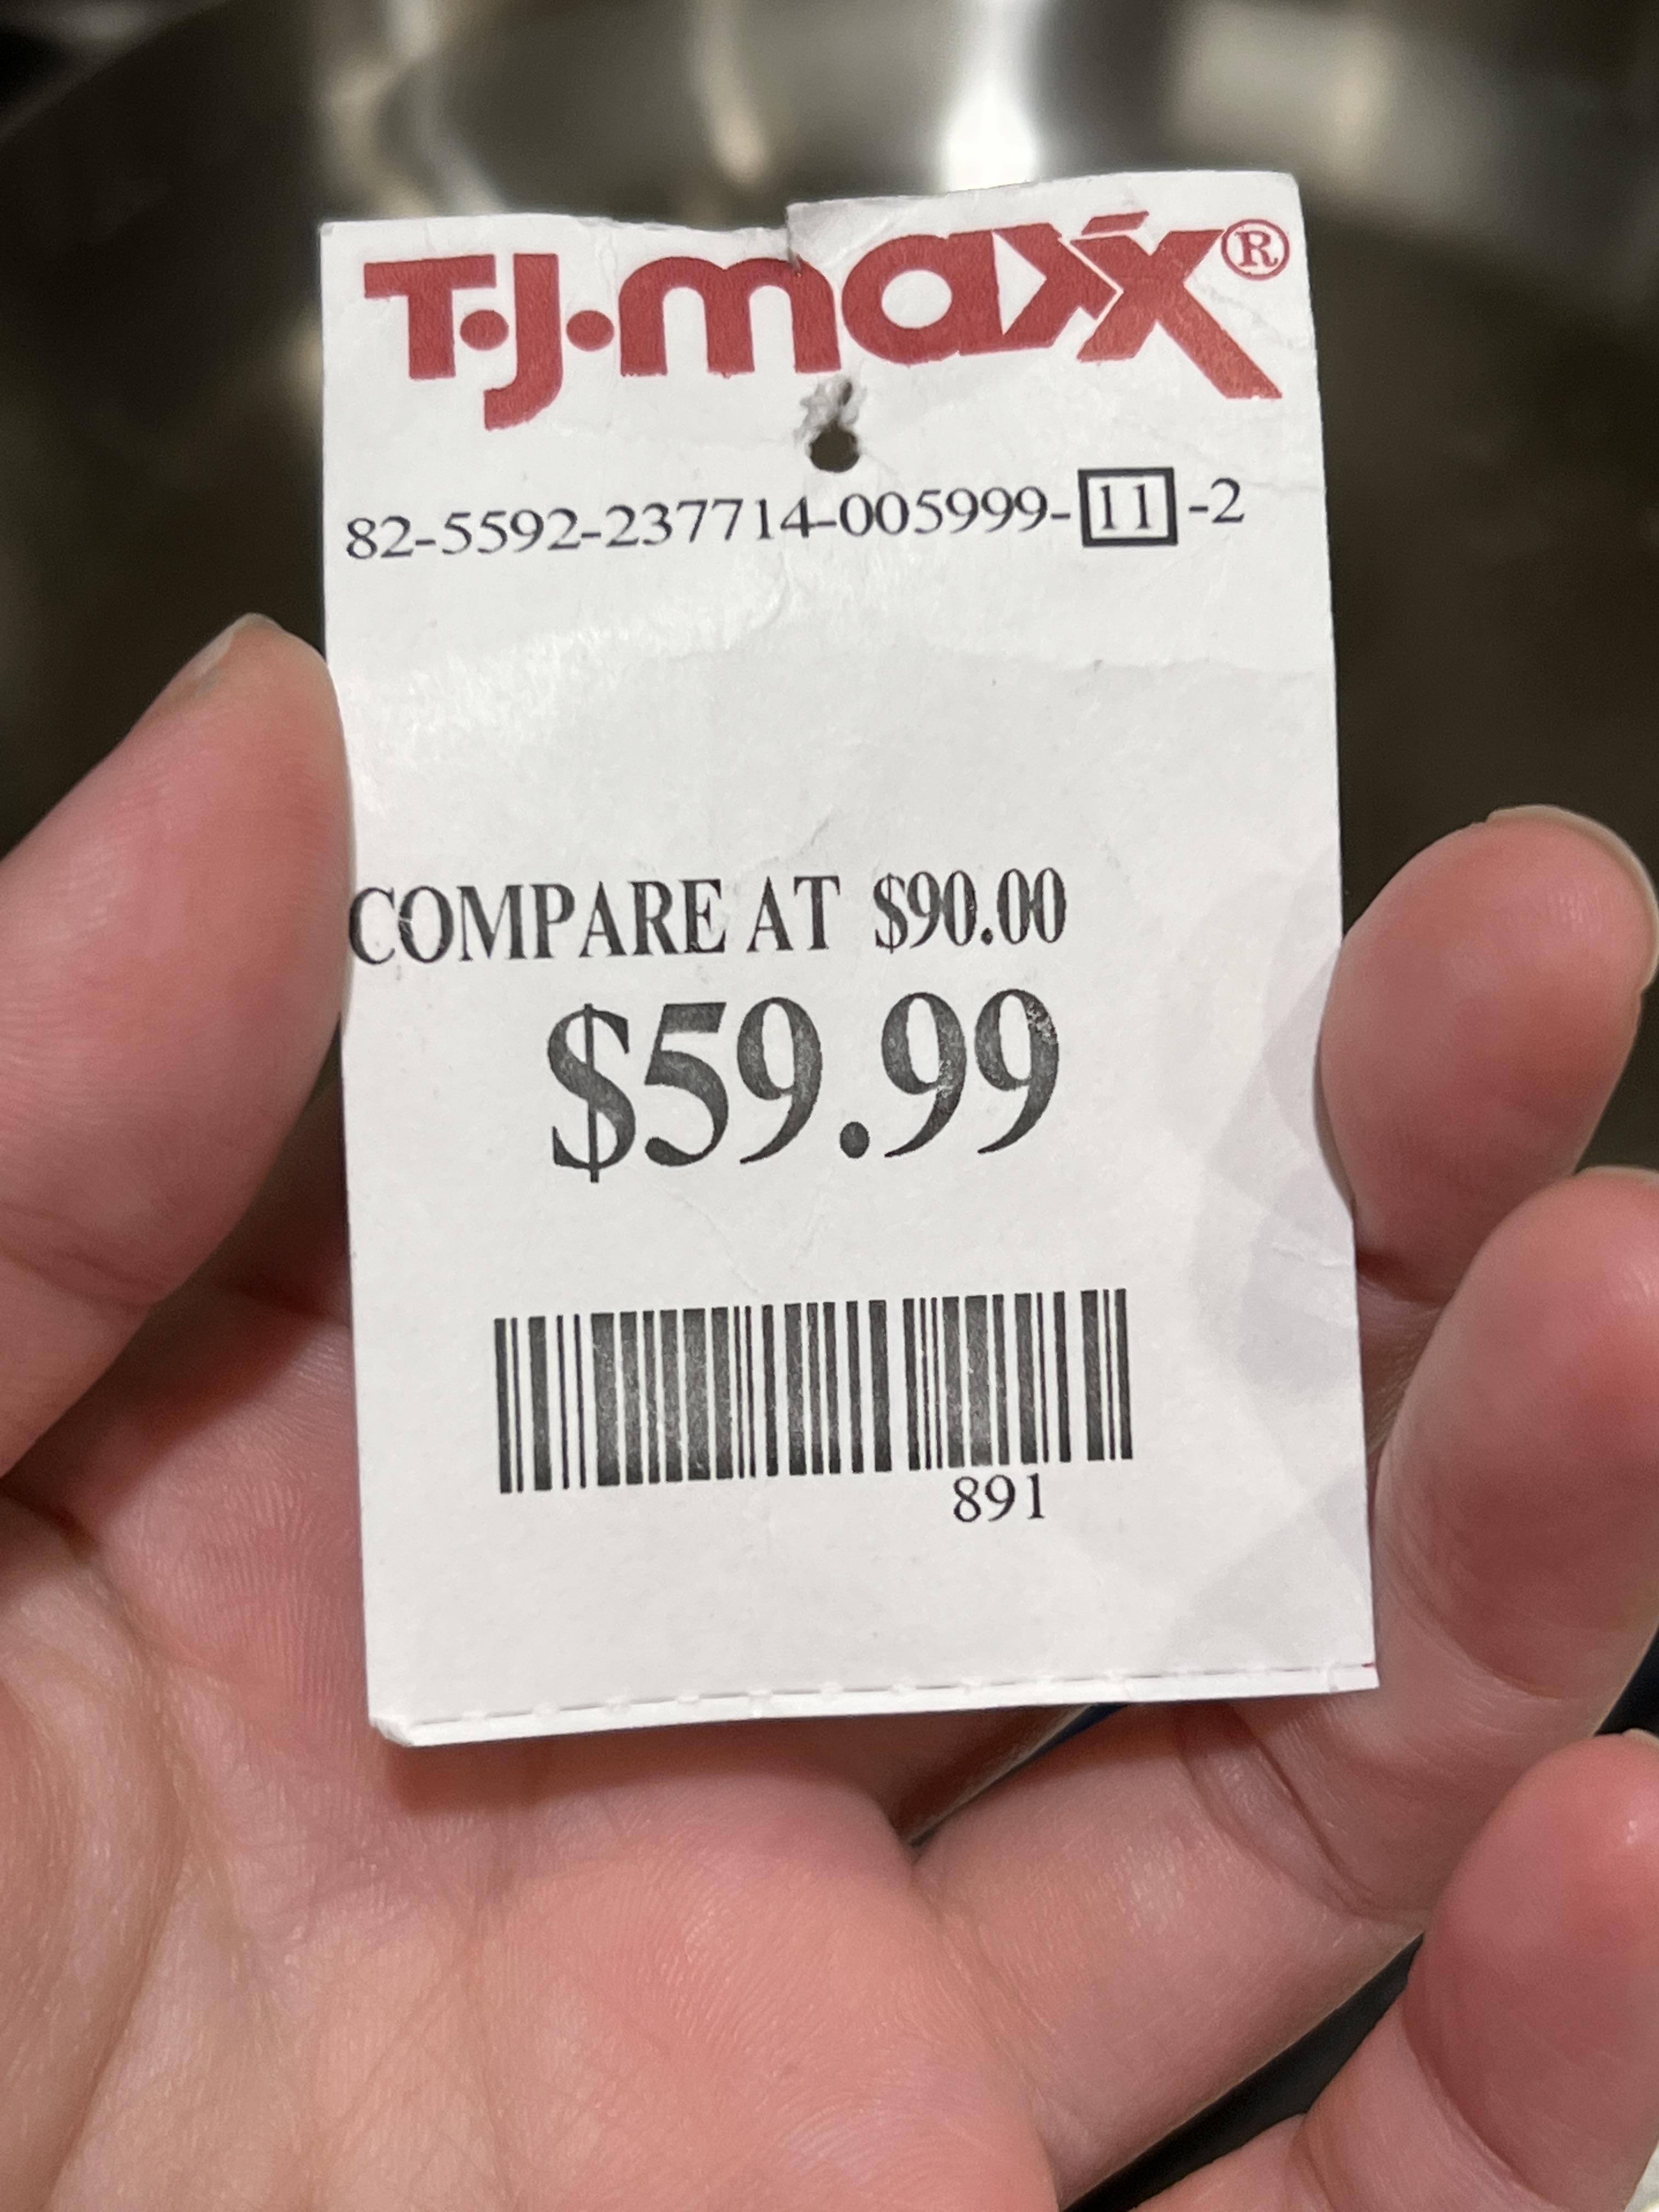 T.J.maxx®
82-5592-237714-005999-11-2
COMPARE AT $90.00
$59.99
891